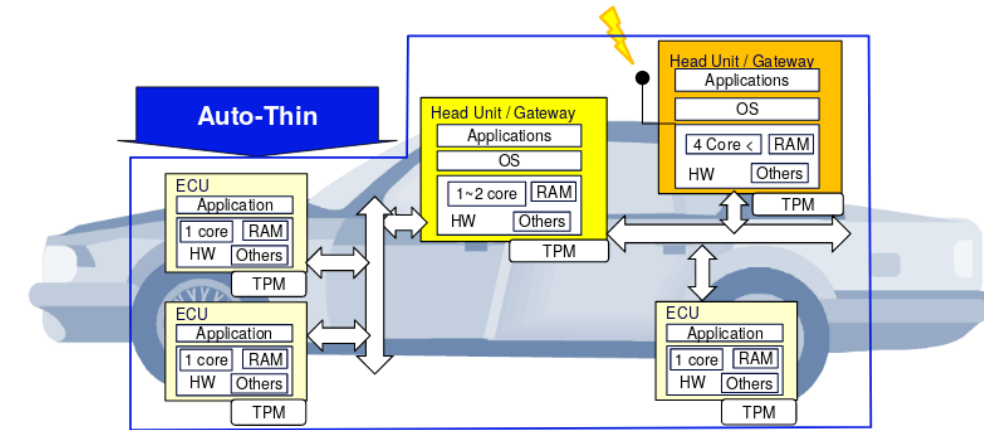 Auto-Thin
Head Unit / Gateway
Applications
OS
4 Core < RAM
HW Others
TPM
Head Unit / Gateway
Applications
OS
1~2 core RAM
HW Others
TPM
ECU
Application
1 core RAM
HW Others
TPM
ECU
Application
1 core RAM
HW Others
TPM
ECU
Application
1 core RAM
HW Others
TPM